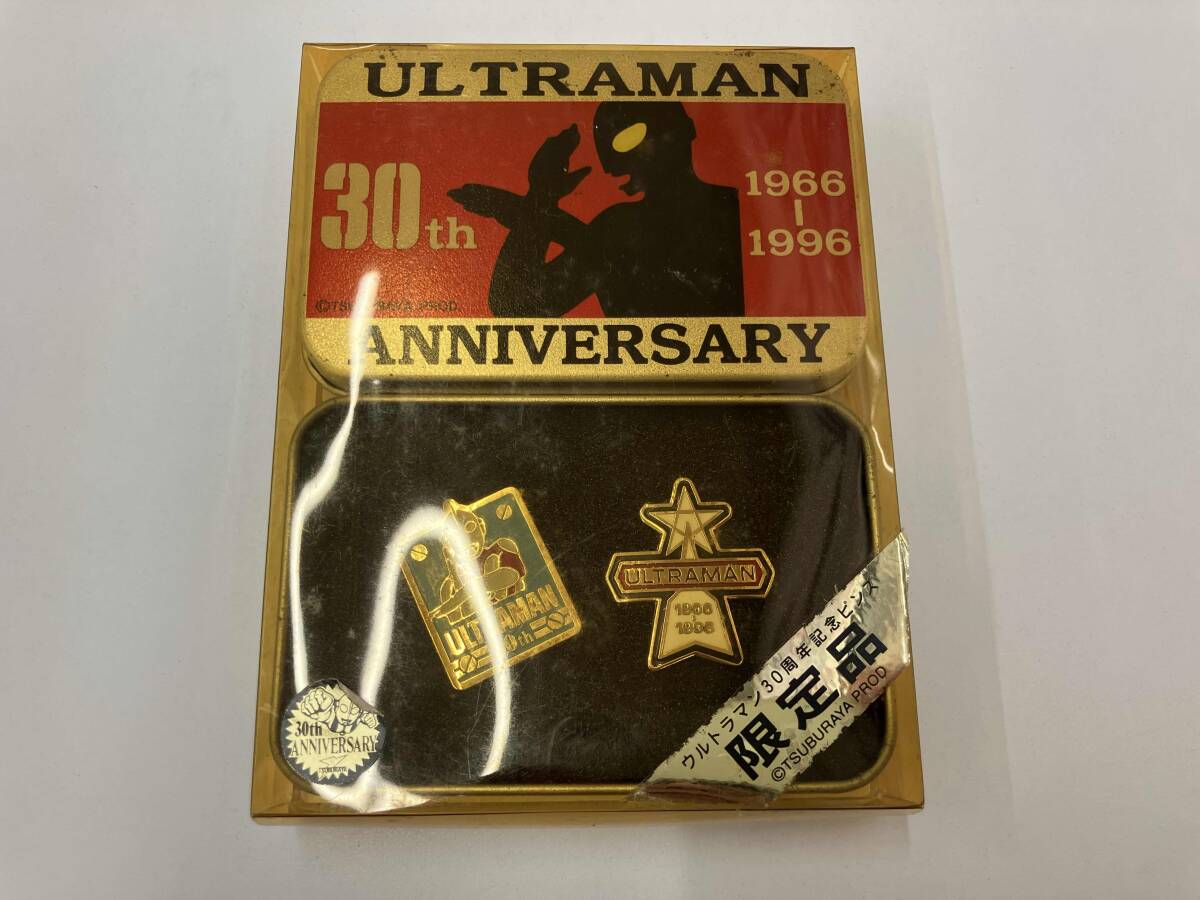 ULTRAMAN
30th
1966
-
1996
©TSUBURAYA PROD.
ANNIVERSARY
ULTRAMAN
30th
ULTRAMAN
1966
-
1996
30th
ANNIVERSARY
ウルトラマン30周年記念ピンズ
限定品
©TSUBURAYA PROD